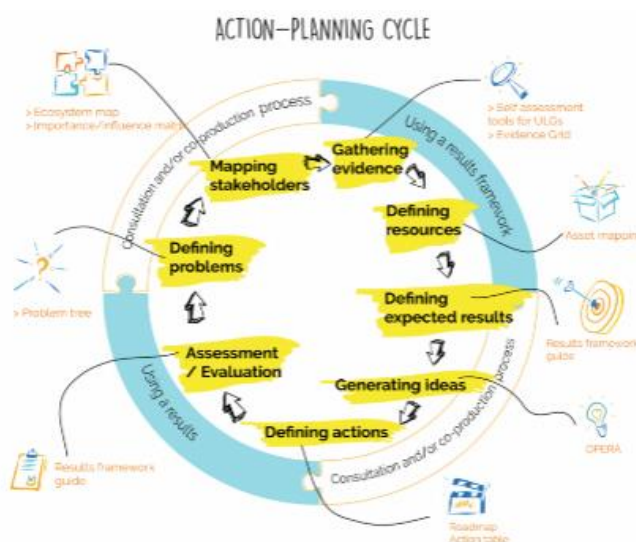 ACTION-PLANNING CYCLE
> Ecosystem map
> Importance/influence matrix
Consultation and/or co-production process
Mapping
stakeholders
Gathering
evidence
> Self assessment
tools for ULGs
> Evidence Grid
Using a results framework
Defining
resources
Asset mapping
Defining
problems
> Problem tree
Defining
expected results
Results framework
guide
Assessment
/ Evaluation
Generating ideas
OPERA
Using a results
Defining actions
Consultation and/or co-production process
Results framework
guide
Roadmap
Action table